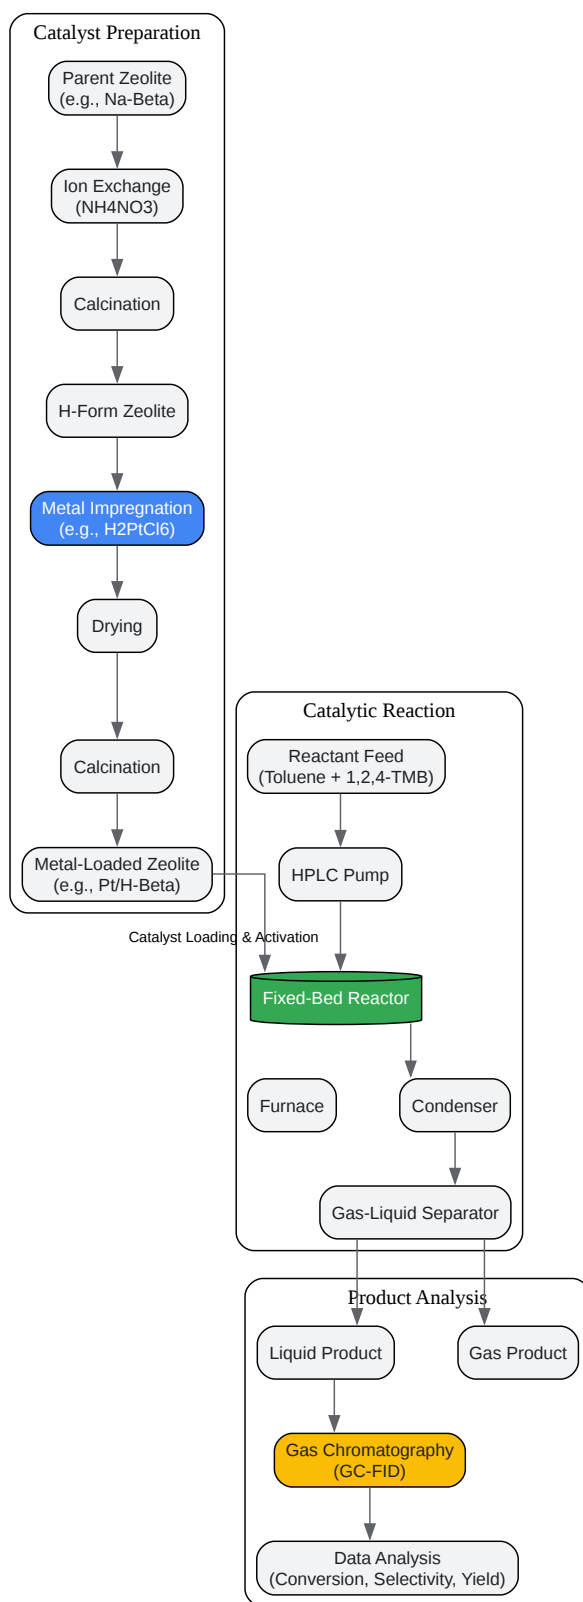 Catalyst Preparation
Parent Zeolite
(e.g., Na-Beta)
Ion Exchange
(NH4NO3)
Calcination
H-Form Zeolite
Metal Impregnation
(e.g., H2PtCl6)
Drying
Calcination
Metal-Loaded Zeolite
(e.g., Pt/H-Beta)
Catalytic Reaction
Reactant Feed
(Toluene + 1,2,4-TMB)
HPLC Pump
Catalyst Loading & Activation
Fixed-Bed Reactor
Furnace
Condenser
Gas-Liquid Separator
Product Analysis
Liquid Product
Gas Product
Gas Chromatography
(GC-FID)
Data Analysis
(Conversion, Selectivity, Yield)